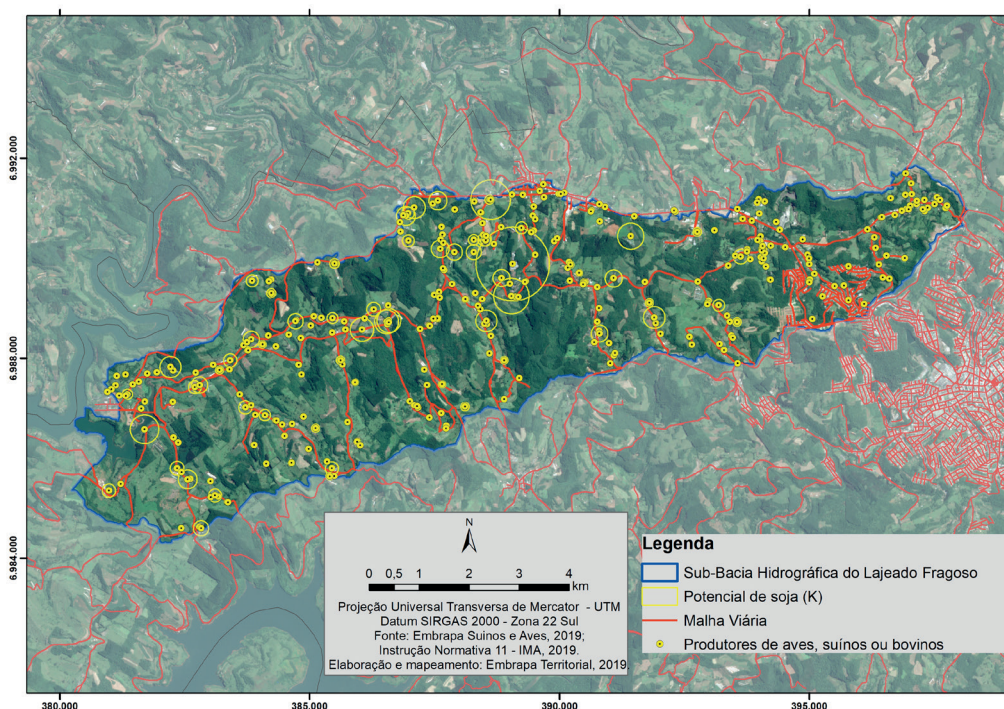 6.992.000
6.988.000
6.984.000
N
0 0,5 1 2 3 4
km
Projeção Universal Transversa de Mercator - UTM
Datum SIRGAS 2000 - Zona 22 Sul
Fonte: Embrapa Suinos e Aves, 2019;
Instrução Normativa 11 - IMA, 2019.
Elaboração e mapeamento: Embrapa Territorial, 2019
Legenda
Sub-Bacia Hidrográfica do Lajeado Fragoso
Potencial de soja (K)
Malha Viária
Produtores de aves, suínos ou bovinos
380.000 385.000 390.000 395.000